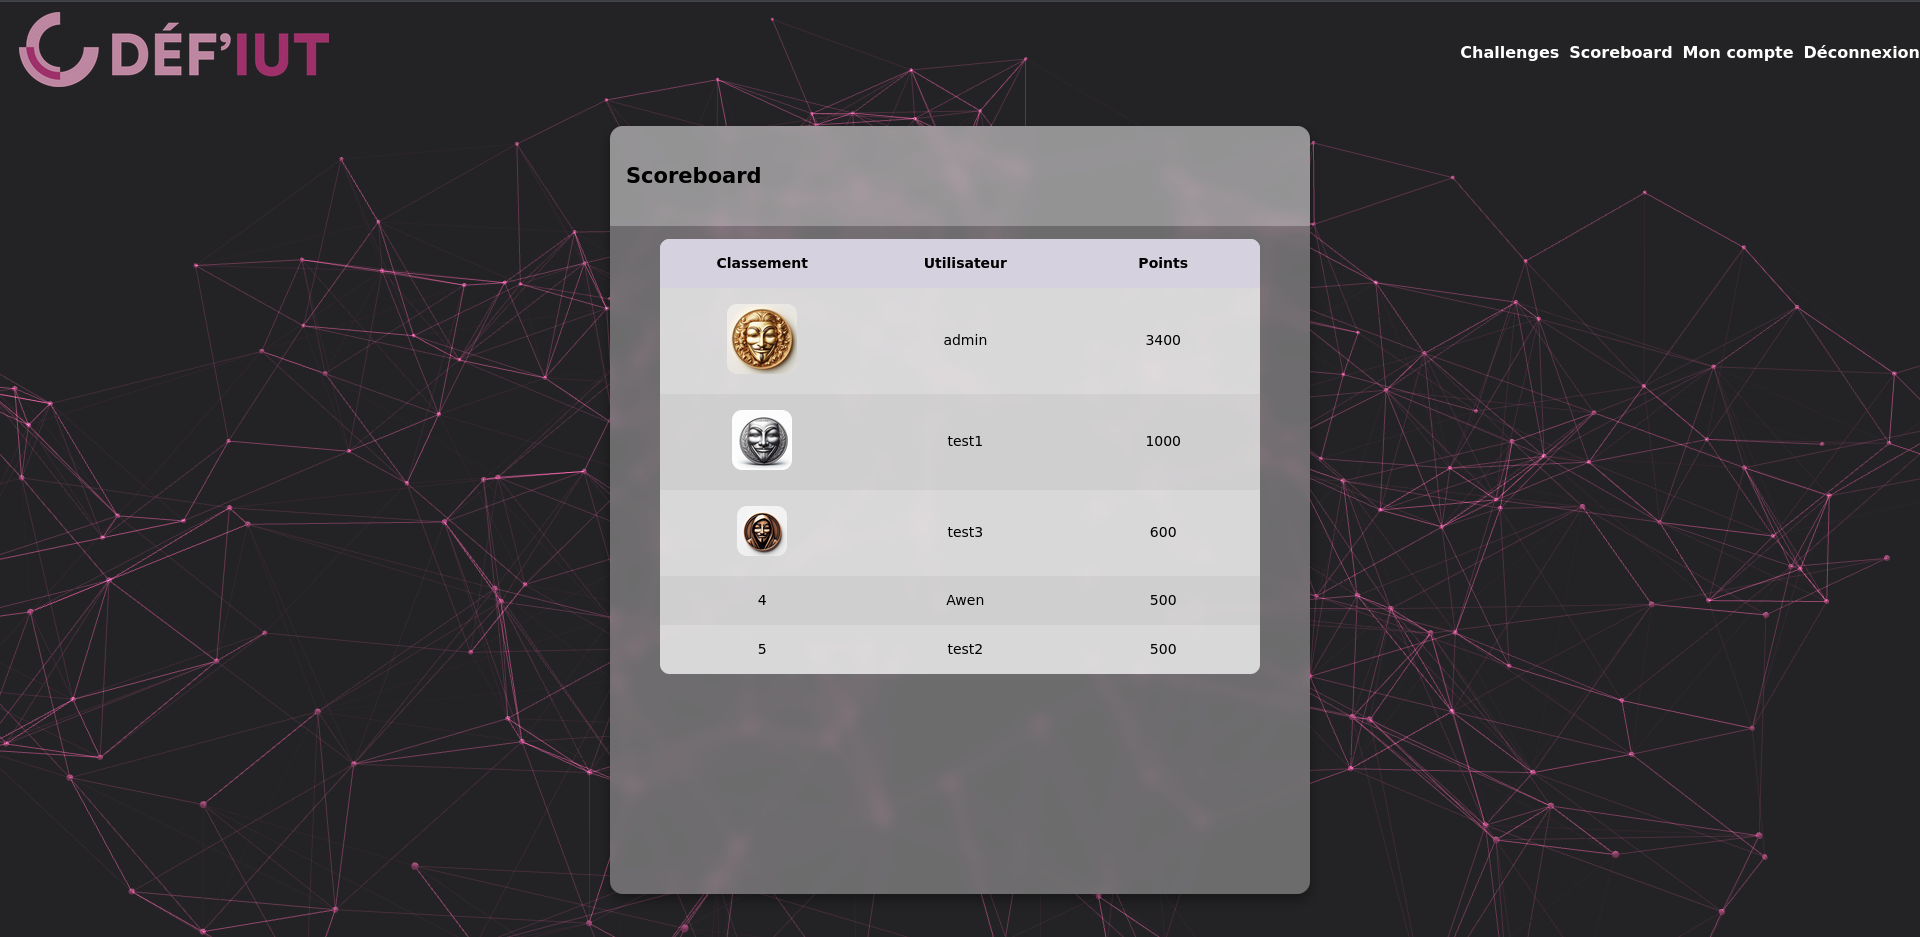 DÉF'IUT
Challenges Scoreboard Mon compte Déconnexion
Scoreboard
Classement Utilisateur Points
admin 3400
test1 1000
test3 600
4 Awen 500
5 test2 500